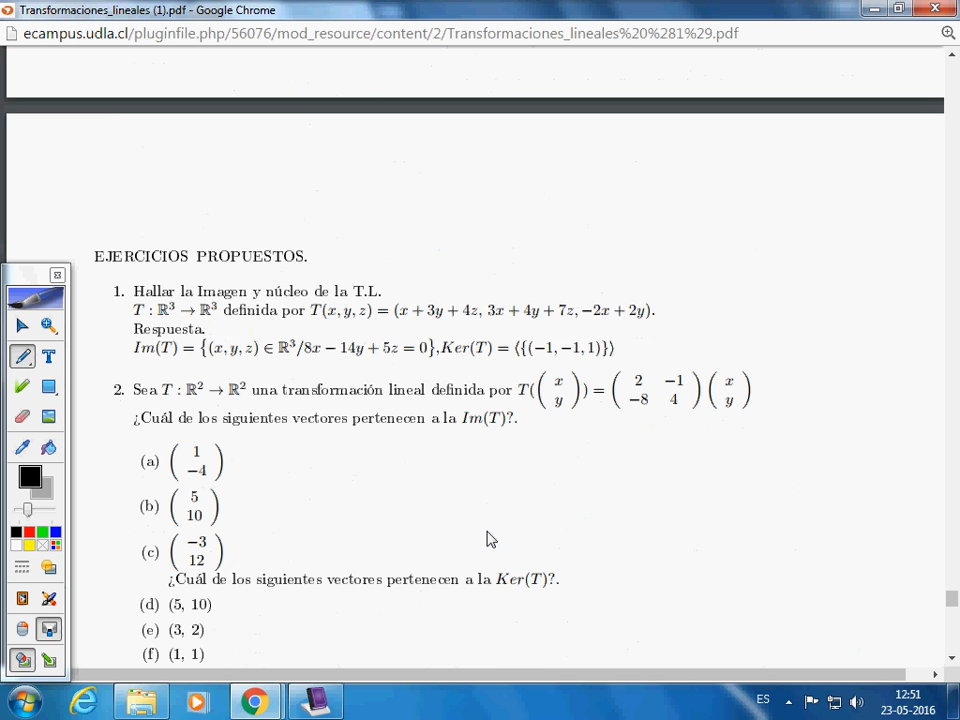 Transformaciones_lineales (1).pdf - Google Chrome
ecampus.udla.cl/pluginfile.php/56076/mod_resource/content/2/Transformaciones_lineales%20%281%29.pdf
EJERCICIOS PROPUESTOS.
1. Hallar la Imagen y núcleo de la T.L.
T : ℝ³ → ℝ³ definida por T(x, y, z) = (x + 3y + 4z, 3x + 4y + 7z, −2x + 2y).
Respuesta.
Im(T) = {(x, y, z) ∈ ℝ³/8x − 14y + 5z = 0}, Ker(T) = ⟨{(−1, −1, 1)}⟩
2. Sea T : ℝ² → ℝ² una transformación lineal definida por T( ( x y ) ) = ( 2 −1 −8 4 ) ( x y )
¿Cuál de los siguientes vectores pertenecen a la Im(T)?.
(a) ( 1 −4 )
(b) ( 5 10 )
(c) ( −3 12 )
¿Cuál de los siguientes vectores pertenecen a la Ker(T)?.
(d) (5, 10)
(e) (3, 2)
(f) (1, 1)
T
ES
12:51
23-05-2016